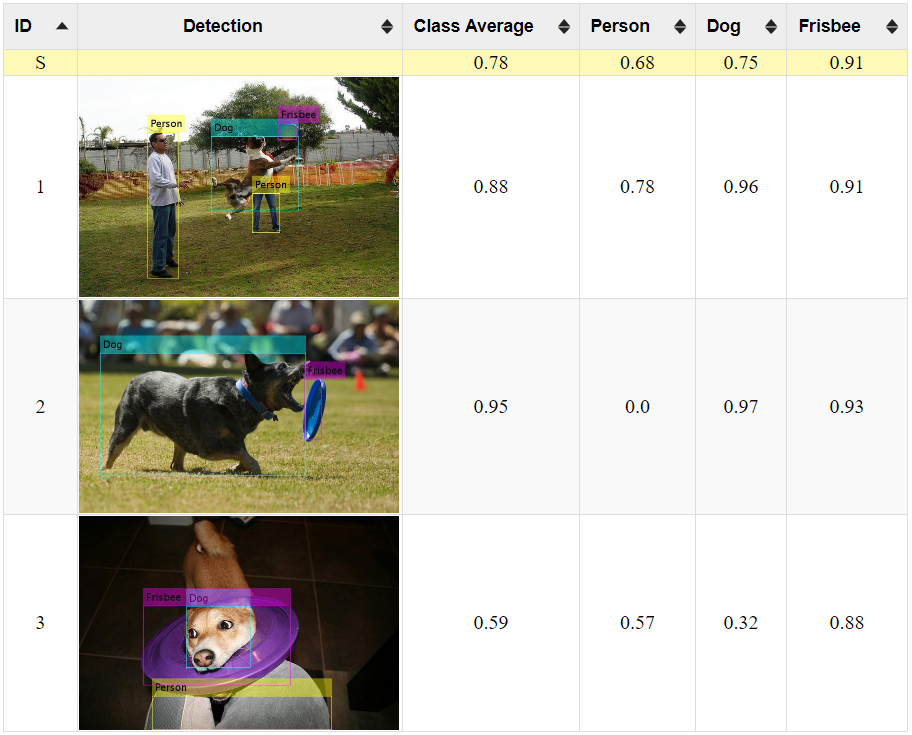 ID Detection Class Average Person Dog Frisbee
S 0.78 0.68 0.75 0.91
1 0.88 0.78 0.96 0.91
Frisbee
Person
Dog
Person
2 0.95 0.0 0.97 0.93
Dog
Frisbee
3 0.59 0.57 0.32 0.88
Frisbee Dog
Person